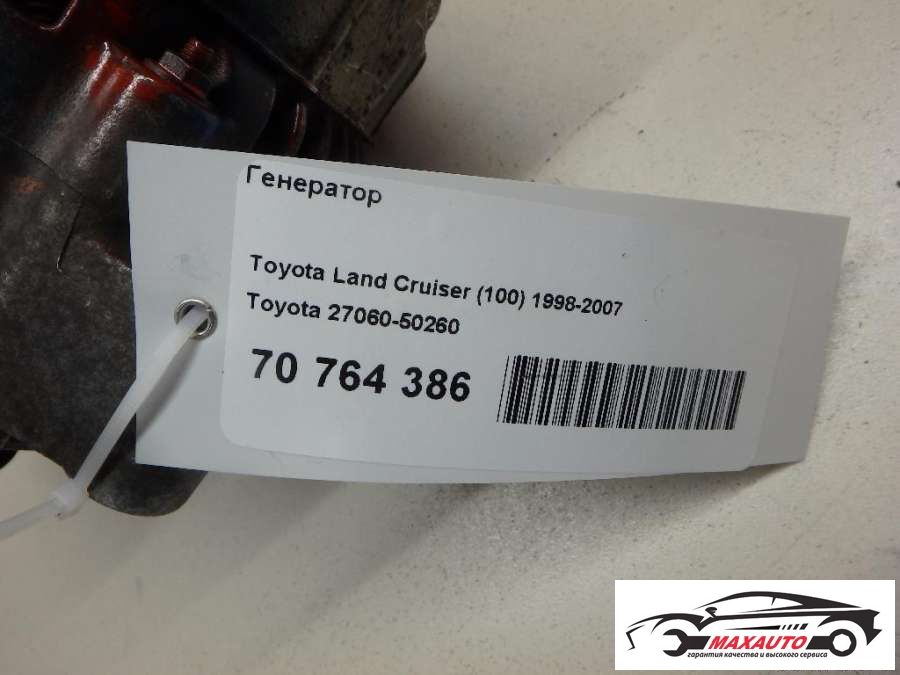 Генератор
Toyota Land Cruiser (100) 1998-2007
Toyota 27060-50260
70 764 386
MAXAUTO
гарантия качества и высокого сервиса